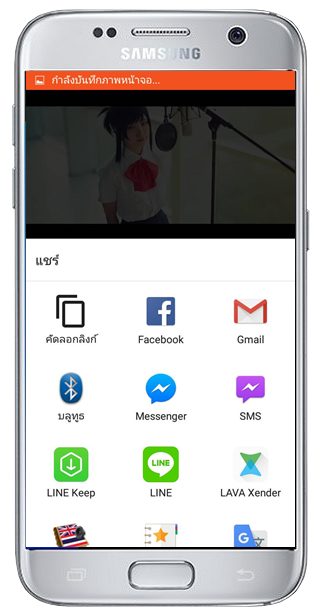 SAMSUNG
กำลังบันทึกภาพหน้าจอ...
แชร์
คัดลอกลิงก์
Facebook
Gmail
บลูทูธ
Messenger
SMS
LINE Keep
LINE
LAVA Xender